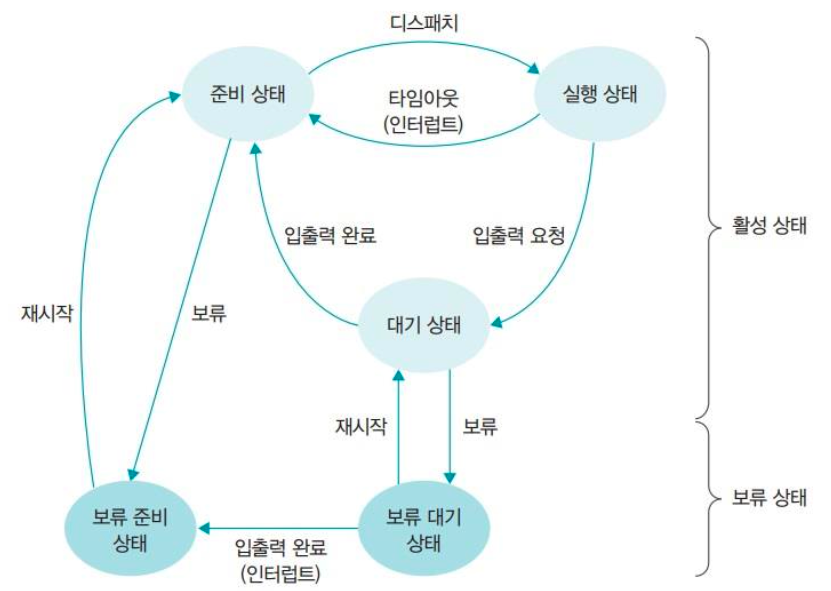 디스패치
준비 상태
실행 상태
타임아웃
(인터럽트)
입출력 완료
입출력 요청
활성 상태
대기 상태
재시작
보류
재시작
보류
보류 준비
상태
보류 대기
상태
보류 상태
입출력 완료
(인터럽트)